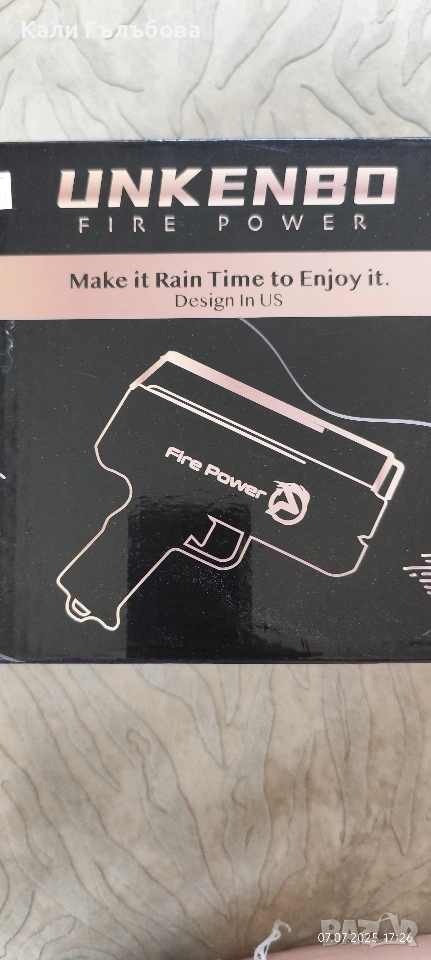 Кали Гълъбова
UNKENBO
FIRE POWER
Make it Rain Time to Enjoy it.
Design In US
Fire Power
BAZAR
07.07.2025 17:26